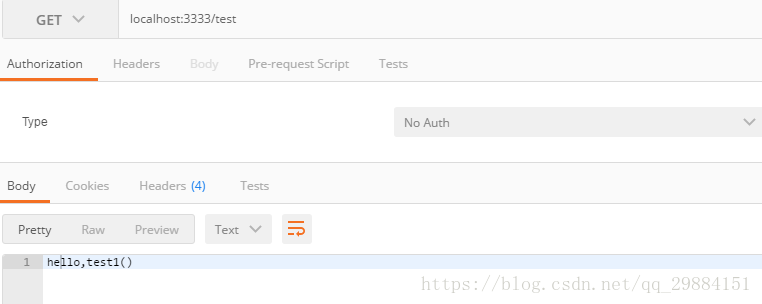 GET localhost:3333/test
Authorization Headers Body Pre-request Script Tests
Type No Auth
Body Cookies Headers (4) Tests
Pretty Raw Preview Text
1 hello,test1()
https://blog.csdn.net/qq_29884151